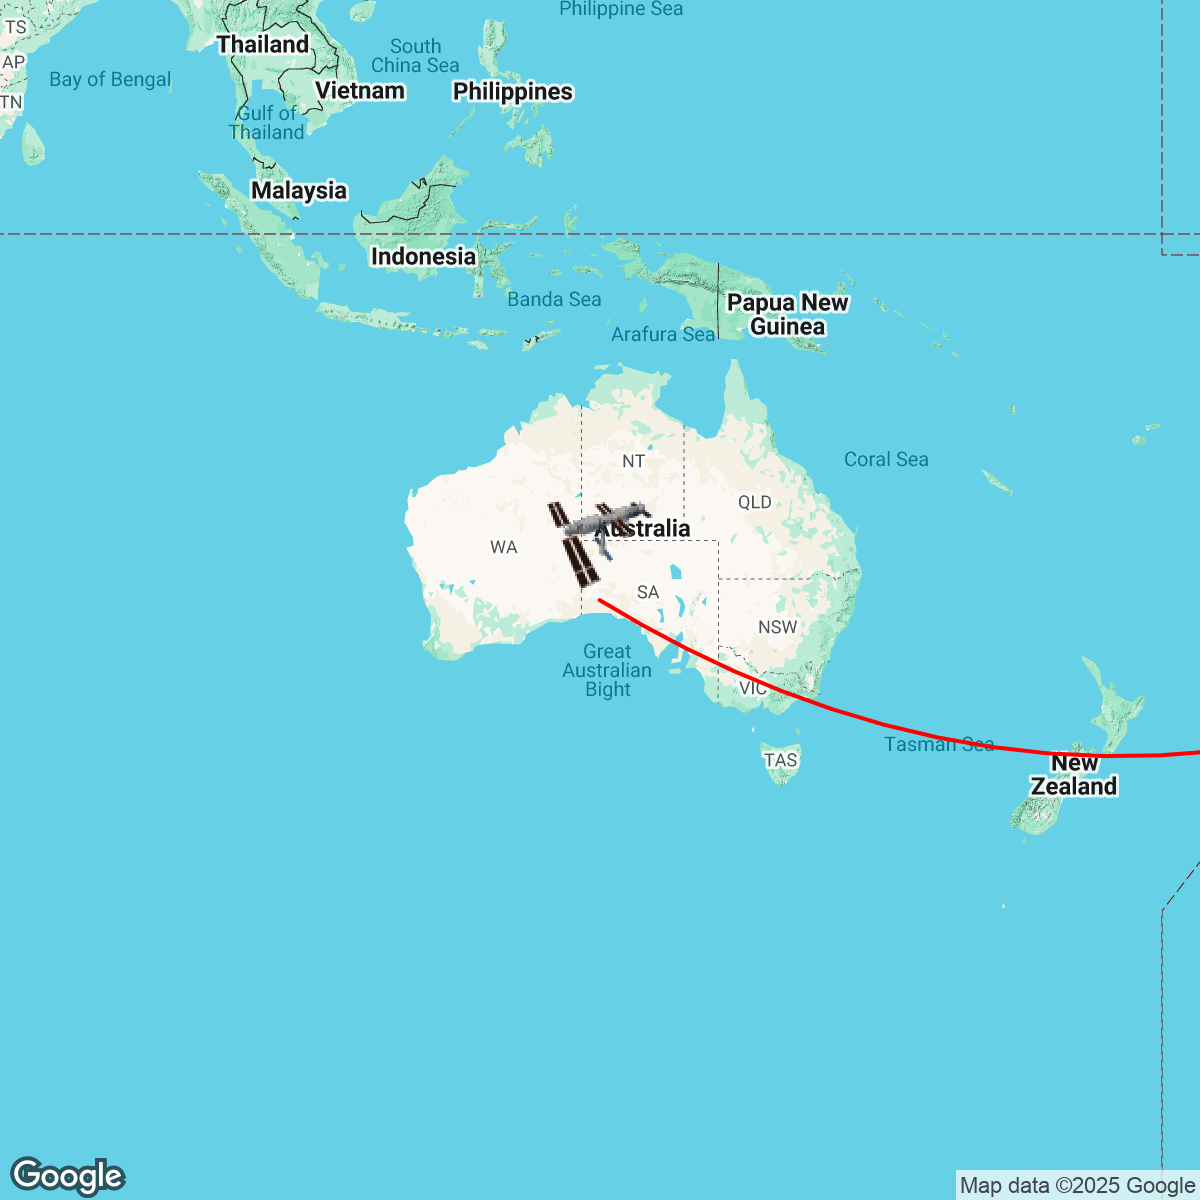 Philippine Sea
TS
Thailand
South
China Sea
AP
Bay of Bengal
Vietnam
Philippines
TN
Gulf of
Thailand
Malaysia
Indonesia
Banda Sea
Papua New
Guinea
Arafura Sea
NT
Coral Sea
QLD
Australia
WA
SA
NSW
Great
Australian
Bight
VIC
Tasman Sea
TAS
New
Zealand
Google
Map data ©2025 Google